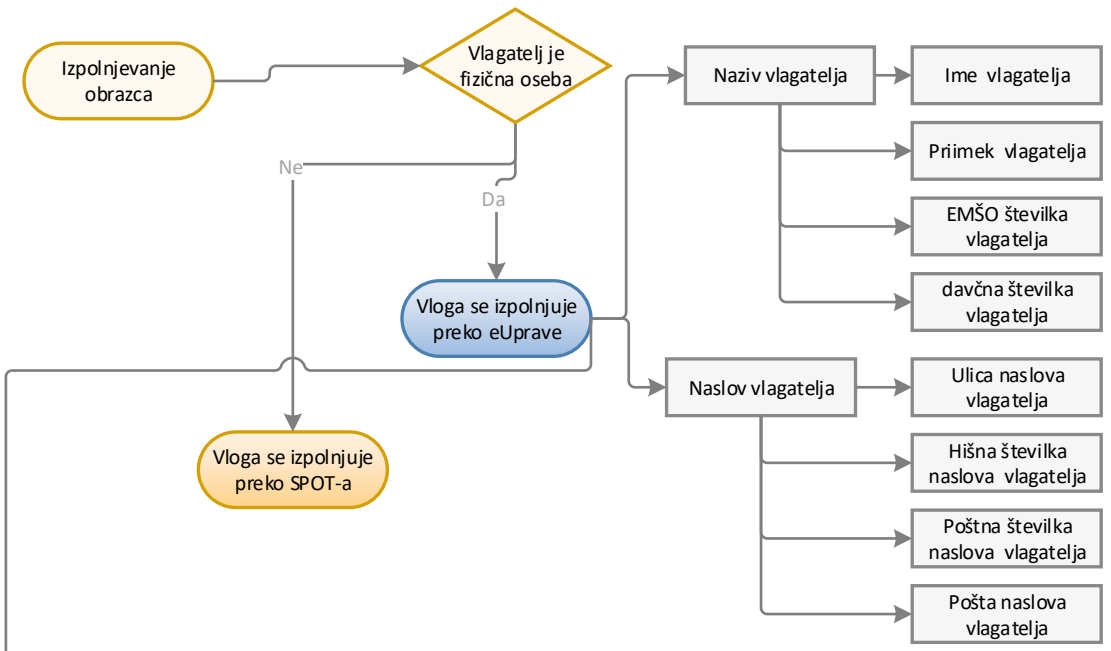 Izpolnjevanje
obrazca
Vlagatelj je
fizična oseba
Ne
Da
Vloga se izpolnjuje
preko eUprave
Vloga se izpolnjuje
preko SPOT-a
Naziv vlagatelja
Ime vlagatelja
Priimek vlagatelja
EMŠO številka
vlagatelja
davčna številka
vlagatelja
Naslov vlagatelja
Ulica naslova
vlagatelja
Hišna številka
naslova vlagatelja
Poštna številka
naslova vlagatelja
Pošta naslova
vlagatelja